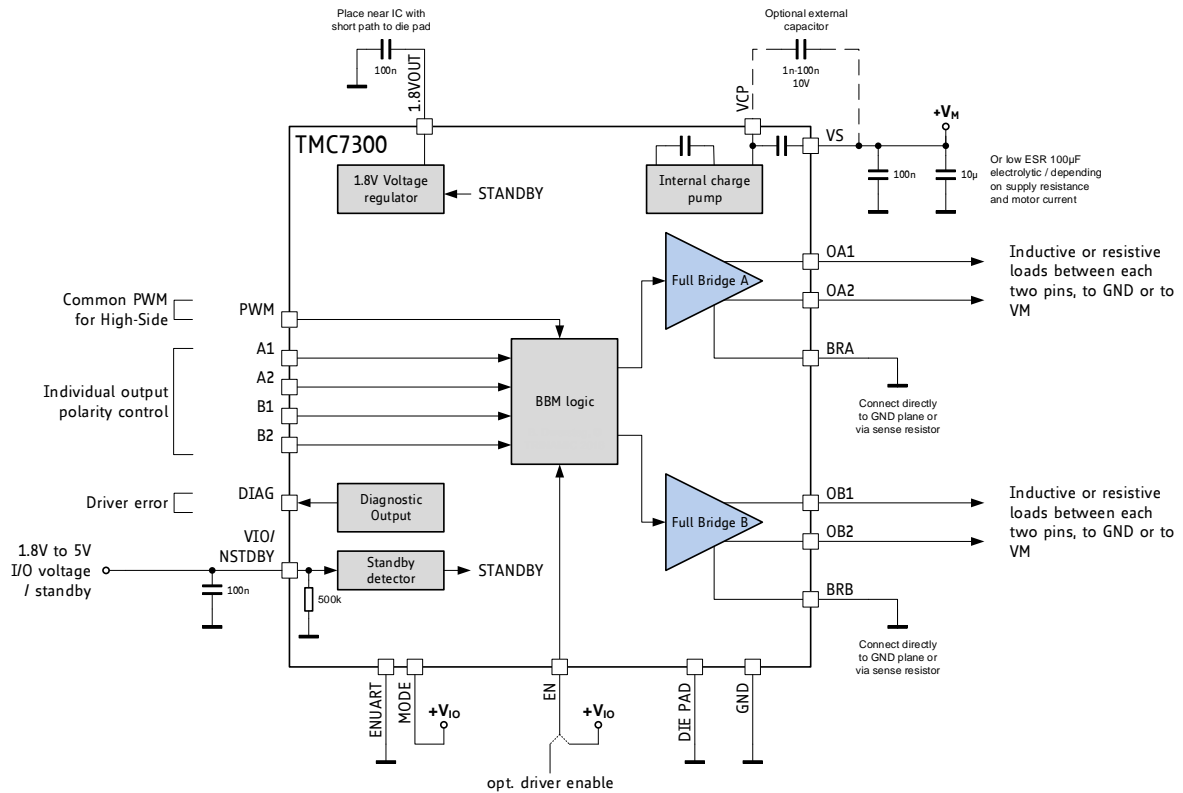 Place near IC with
short path to die pad
100n
1.8VOUT
Optional external
capacitor
1n-100n
10V
VCP
+VM
VS
100n
10µ
Or low ESR 100µF
electrolytic / depending
on supply resistance
and motor current
TMC7300
1.8V Voltage
regulator
STANDBY
Internal charge
pump
Full Bridge A
OA1
OA2
Inductive or resistive
loads between each
two pins, to GND or to
VM
BRA
Connect directly
to GND plane or
via sense resistor
Common PWM
for High-Side
PWM
Individual output
polarity control
A1
A2
B1
B2
BBM logic
Full Bridge B
OB1
OB2
Inductive or resistive
loads between each
two pins, to GND or to
VM
BRB
Connect directly
to GND plane or
via sense resistor
Driver error
DIAG
Diagnostic
Output
1.8V to 5V
I/O voltage
/ standby
VIO/
NSTDBY
100n
500k
Standby
detector
STANDBY
ENUART
MODE
+VIO
EN
+VIO
opt. driver enable
DIE PAD
GND